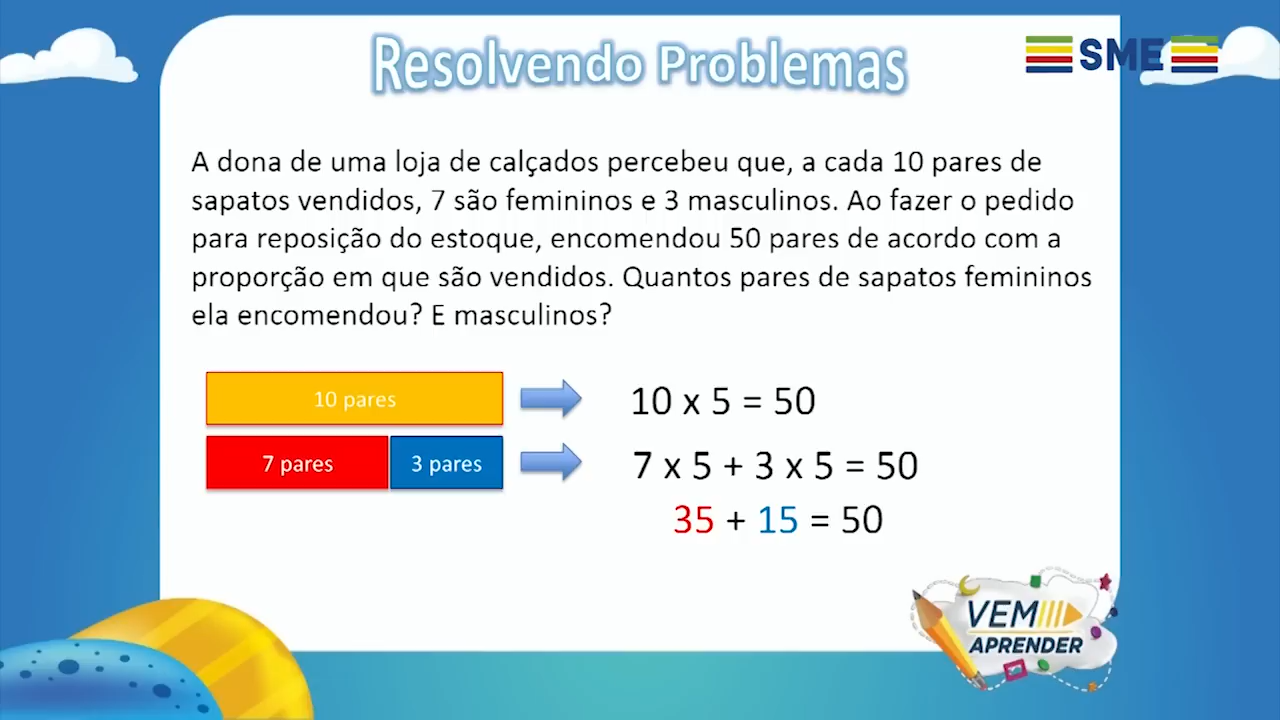 Resolvendo Problemas
SME
A dona de uma loja de calçados percebeu que, a cada 10 pares de
sapatos vendidos, 7 são femininos e 3 masculinos. Ao fazer o pedido
para reposição do estoque, encomendou 50 pares de acordo com a
proporção em que são vendidos. Quantos pares de sapatos femininos
ela encomendou? E masculinos?
10 pares
10 x 5 = 50
7 pares
3 pares
7 x 5 + 3 x 5 = 50
35 + 15 = 50
VEM
APRENDER